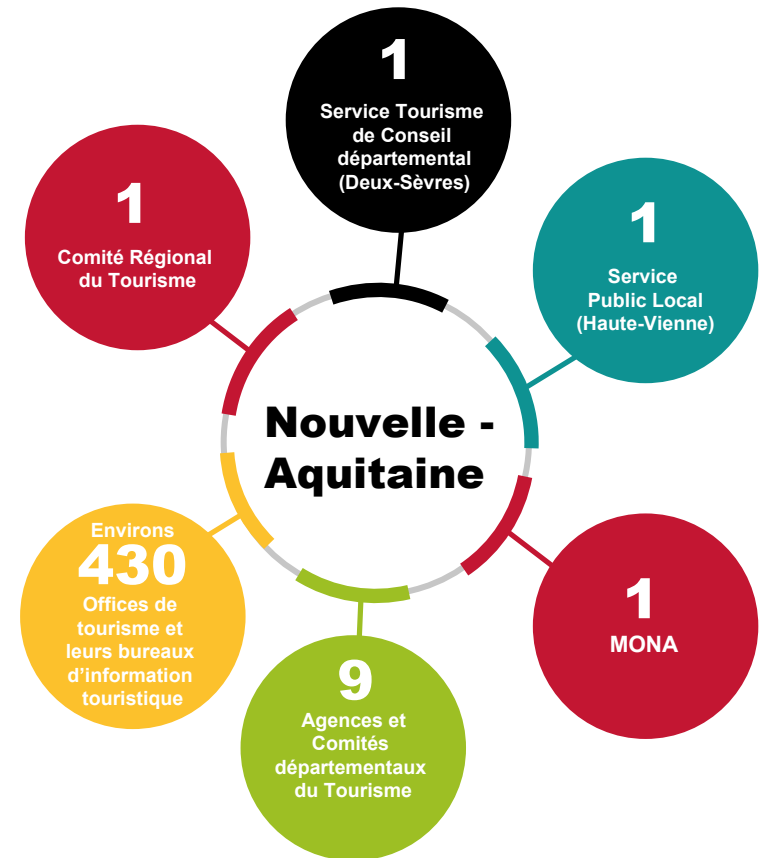 1
Service Tourisme
de Conseil
départemental
(Deux-Sèvres)
1
Comité Régional
du Tourisme
1
Service
Public Local
(Haute-Vienne)
Nouvelle -
Aquitaine
Environs
430
Offices de
tourisme et
leurs bureaux
d'information
touristique
1
MONA
9
Agences et
Comités
départementaux
du Tourisme